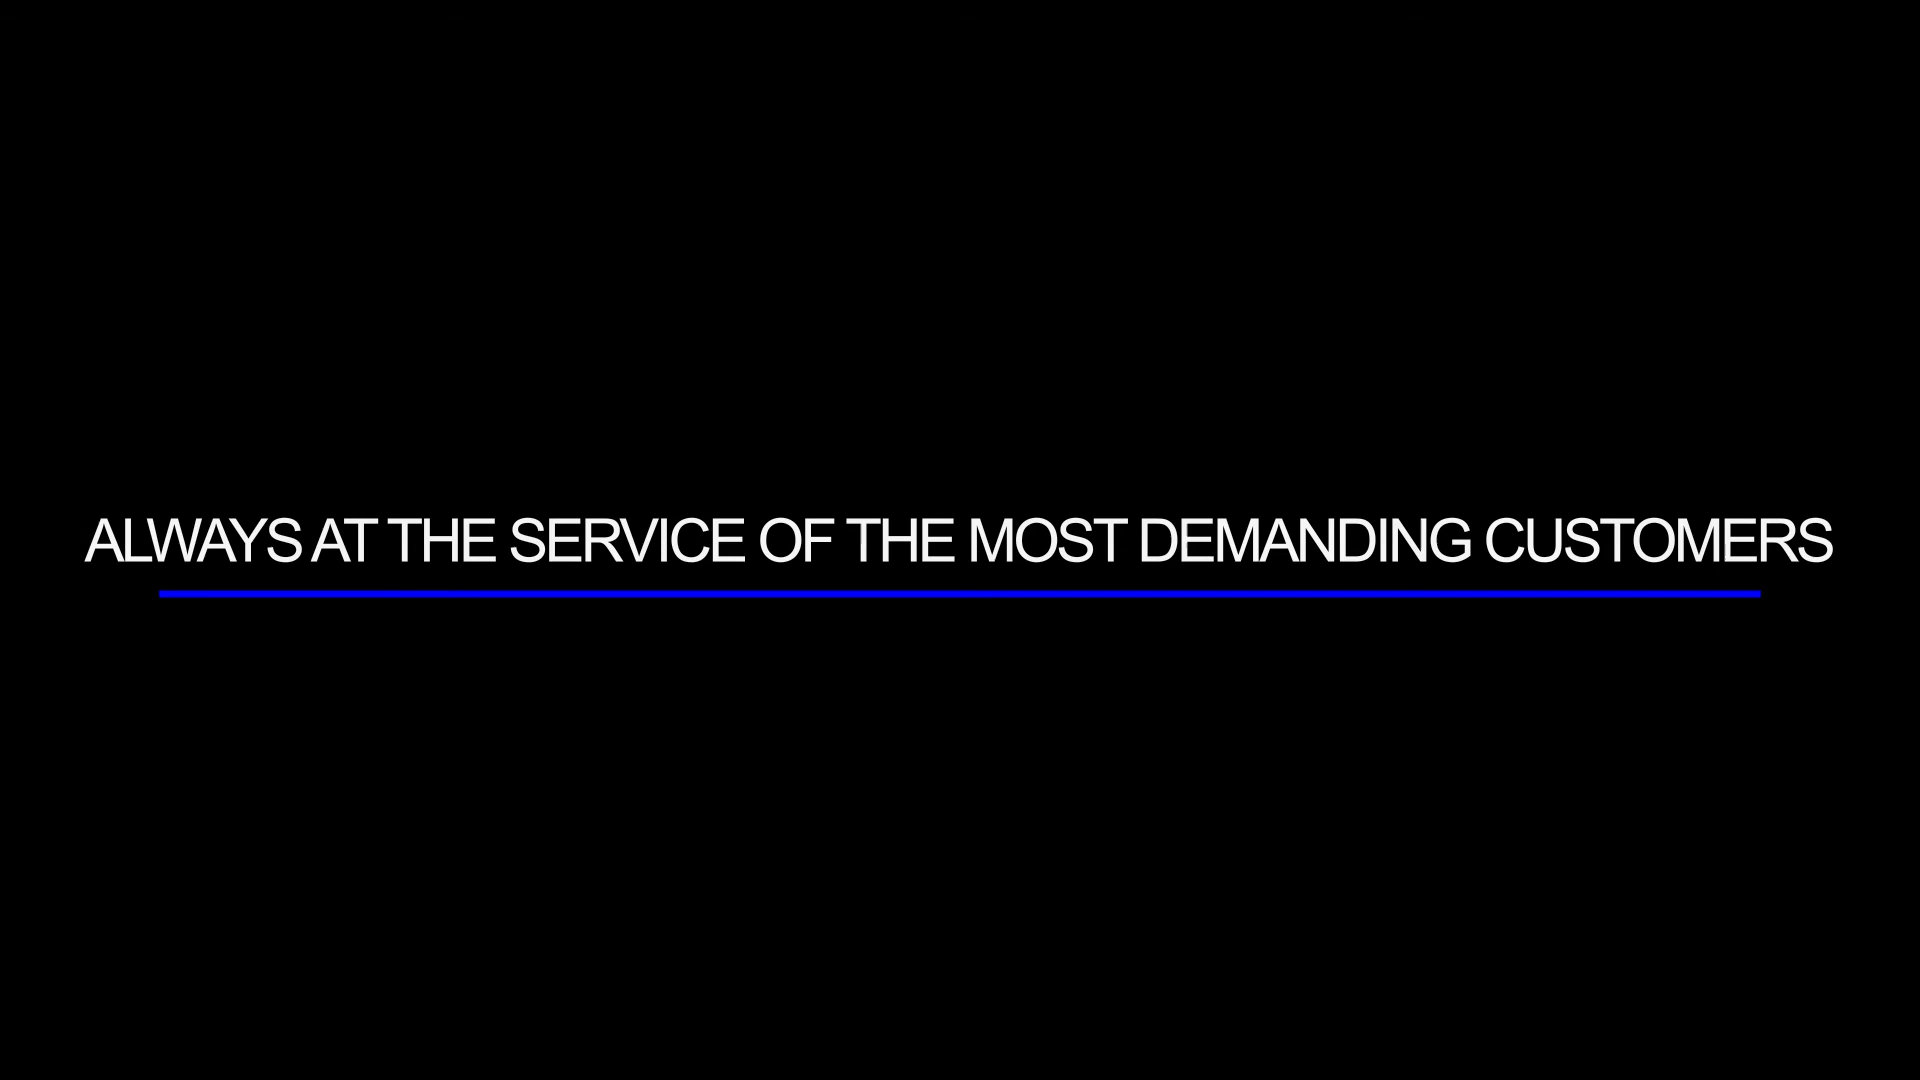 ALWAYS AT THE SERVICE OF THE MOST DEMANDING CUSTOMERS